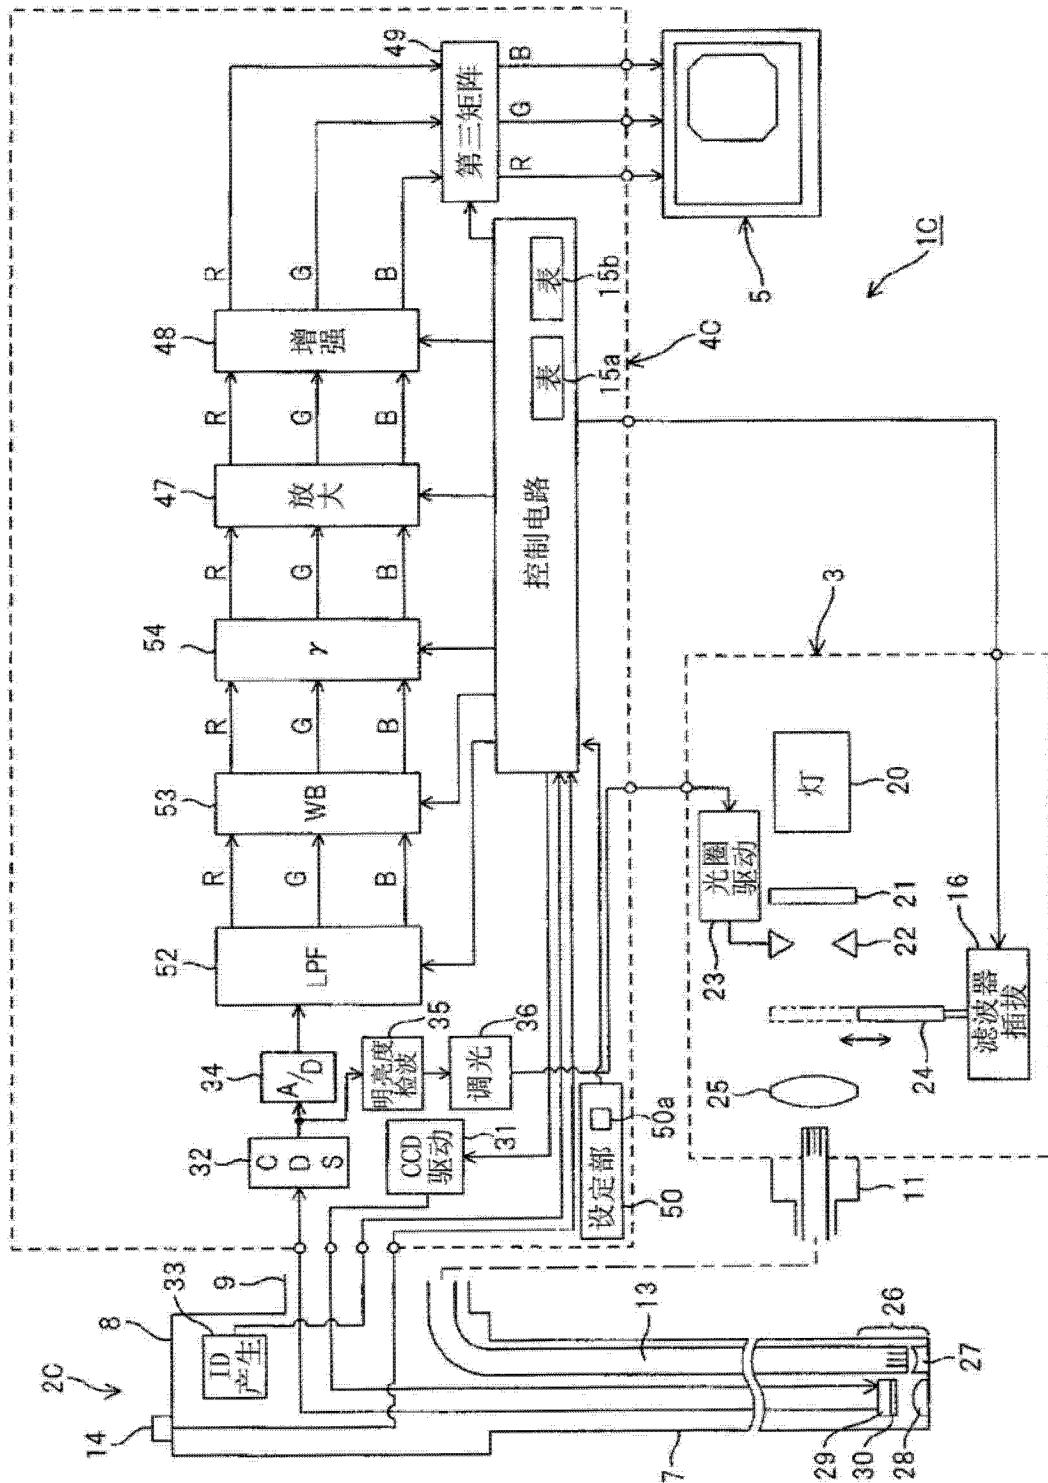 49
第三矩阵
B
G
R
R
G
B
48
增
强
R
G
B
47
放
大
R
G
B
54
γ
R
G
B
53
WB
R
G
B
52
LPF
34
A/D
32
C
D
S
35
明亮度
检波
36
调光
31
CCD
驱动
控制电路
表
15a
表
15b
4C
5
1C
50
设定部
50a
3
灯
20
光圈
驱动
23
21
22
24
25
16
滤波器
插拔
11
2C
14
8
33
ID
产生
9
13
7
26
27
28
29
30